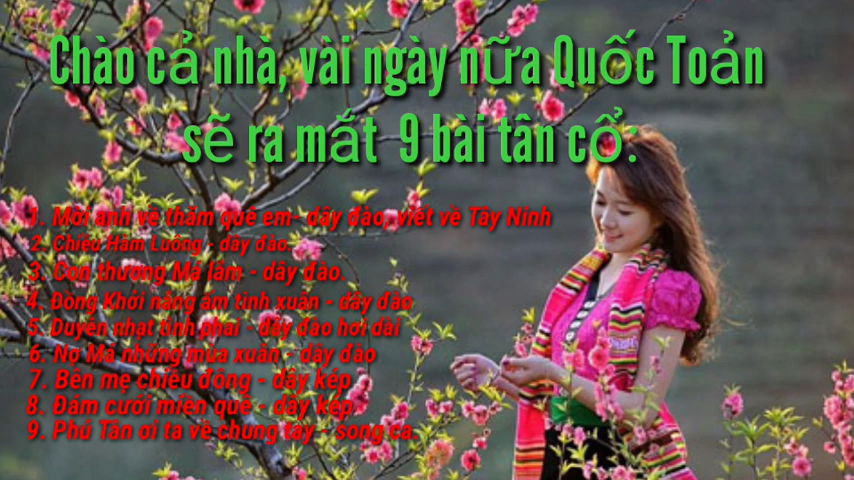 Chào cả nhà, vài ngày nữa Quốc Toản
sẽ ra mắt 9 bài tân cổ:
1. Mời anh về thăm quê em- dây đào, viết về Tây Ninh
2. Chiều Hàm Luông - dây đào.
3. Con thương Má lắm - dây đào.
4. Đồng Khởi nắng ấm tình xuân - dây đào
5. Duyên nhạt tình phai - dây đào hơi dài
6. Nợ Má những mùa xuân - dây đào
7. Bên mẹ chiều đông - dây kép
8. Đám cưới miền quê - dây kép.
9. Phú Tân ơi ta về chung tay - song ca.